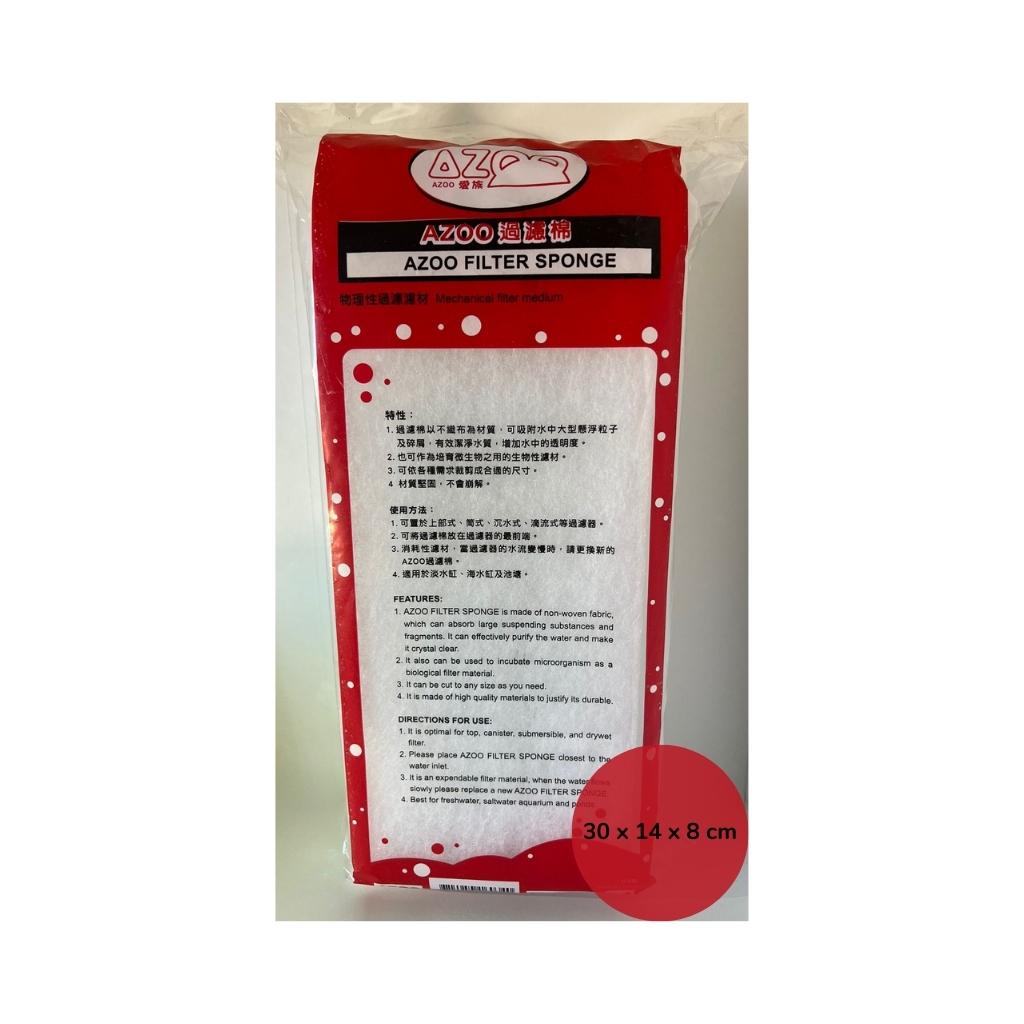 AZOO
AZOO 愛族
AZOO 過濾棉
AZOO FILTER SPONGE
物理性過濾濾材 Mechanical filter medium
特性：
1. 過濾棉以不織布為材質，可吸附水中大型懸浮粒子
及碎屑，有效潔淨水質，增加水中的透明度。
2. 也可作為培育微生物之用的生物性濾材。
3. 可依各種需求裁剪成合適的尺寸。
4 材質堅固，不會崩解。
使用方法：
1. 可置於上部式、筒式、沉水式、滴流式等過濾器。
2. 可將過濾棉放在過濾器的最前端。
3. 消耗性濾材，當過濾器的水流變慢時，請更換新的
AZOO過濾棉。
4. 適用於淡水缸、海水缸及池塘。
FEATURES:
1. AZOO FILTER SPONGE is made of non-woven fabric,
which can absorb large suspending substances and
fragments. It can effectively purify the water and make
it crystal clear.
2. It also can be used to incubate microorganism as a
biological filter material.
3. It can be cut to any size as you need.
4. It is made of high quality materials to justify its durable.
DIRECTIONS FOR USE:
1. It is optimal for top, canister, submersible, and drywet
filter.
2. Please place AZOO FILTER SPONGE closest to the
water inlet.
3. It is an expendable filter material, when the water flows
slowly please replace a new AZOO FILTER SPONGE.
4. Best for freshwater, saltwater aquarium and ponds.
30 x 14 x 8 cm